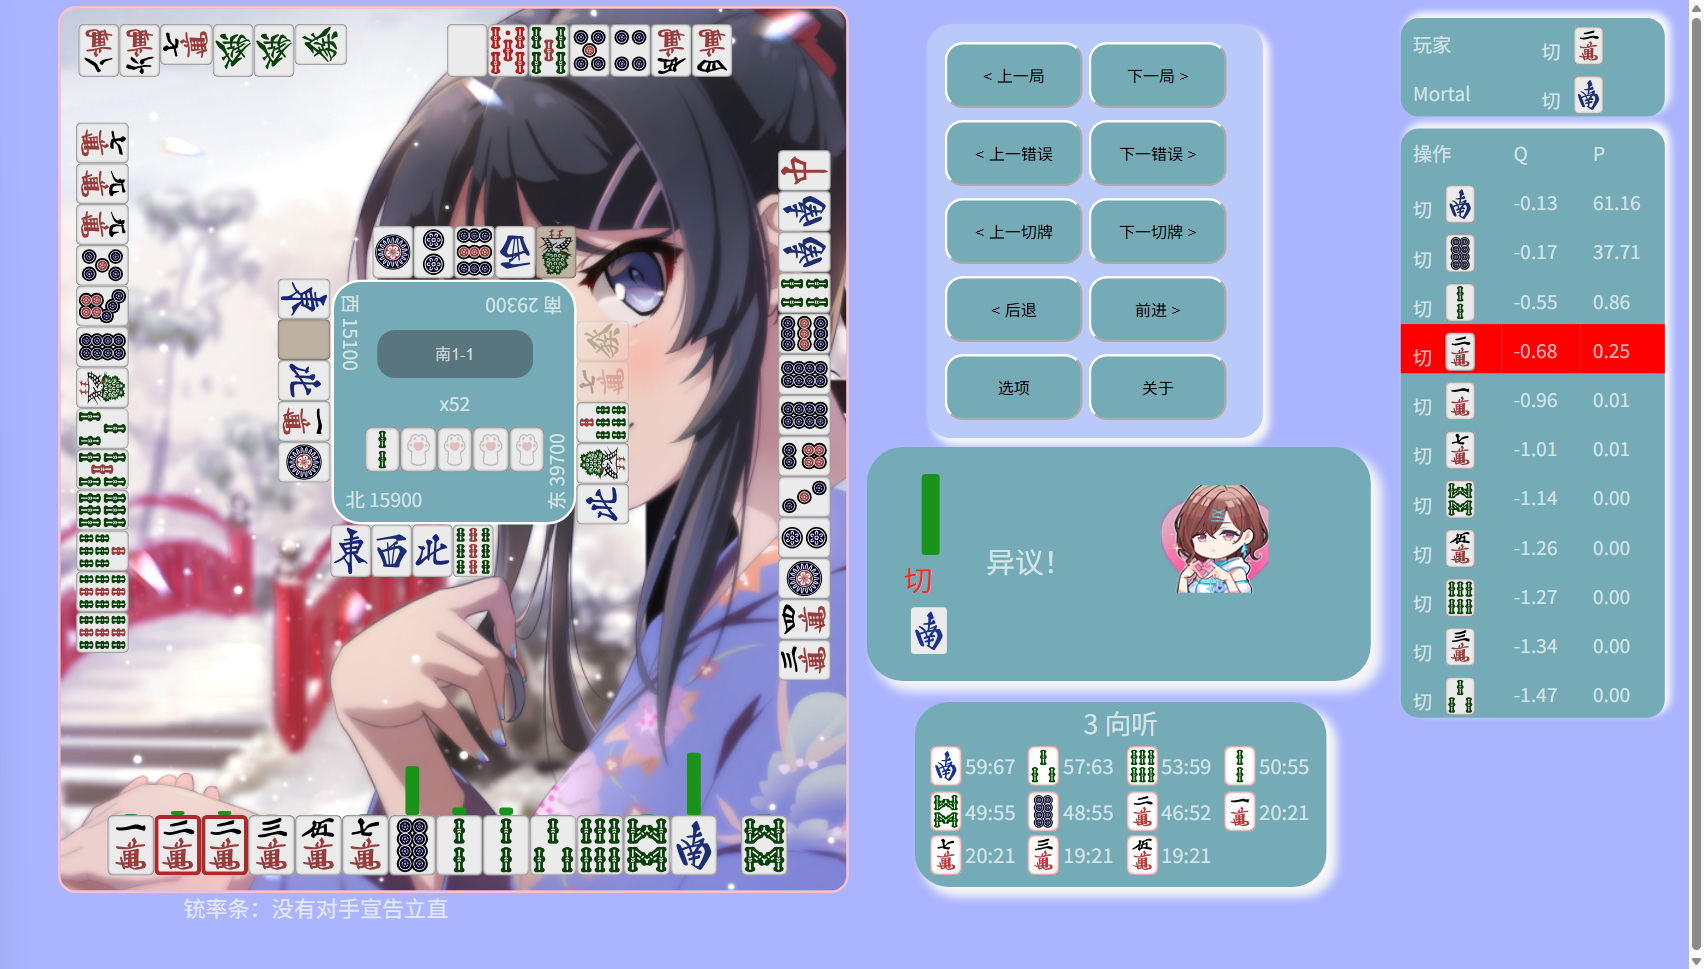 南 29300
西 15100
南1-1
x52
北 15900
东 39700
< 上一局
下一局 >
< 上一错误
下一错误 >
< 上一切牌
下一切牌 >
< 后退
前进 >
选项
关于
切
异议！
3 向听
59:67
57:63
53:59
50:55
49:55
48:55
46:52
20:21
20:21
19:21
19:21
玩家 切
Mortal 切
操作 Q P
切 -0.13 61.16
切 -0.17 37.71
切 -0.55 0.86
切 -0.68 0.25
切 -0.96 0.01
切 -1.01 0.01
切 -1.14 0.00
切 -1.26 0.00
切 -1.27 0.00
切 -1.34 0.00
切 -1.47 0.00
铳率条：没有对手宣告立直